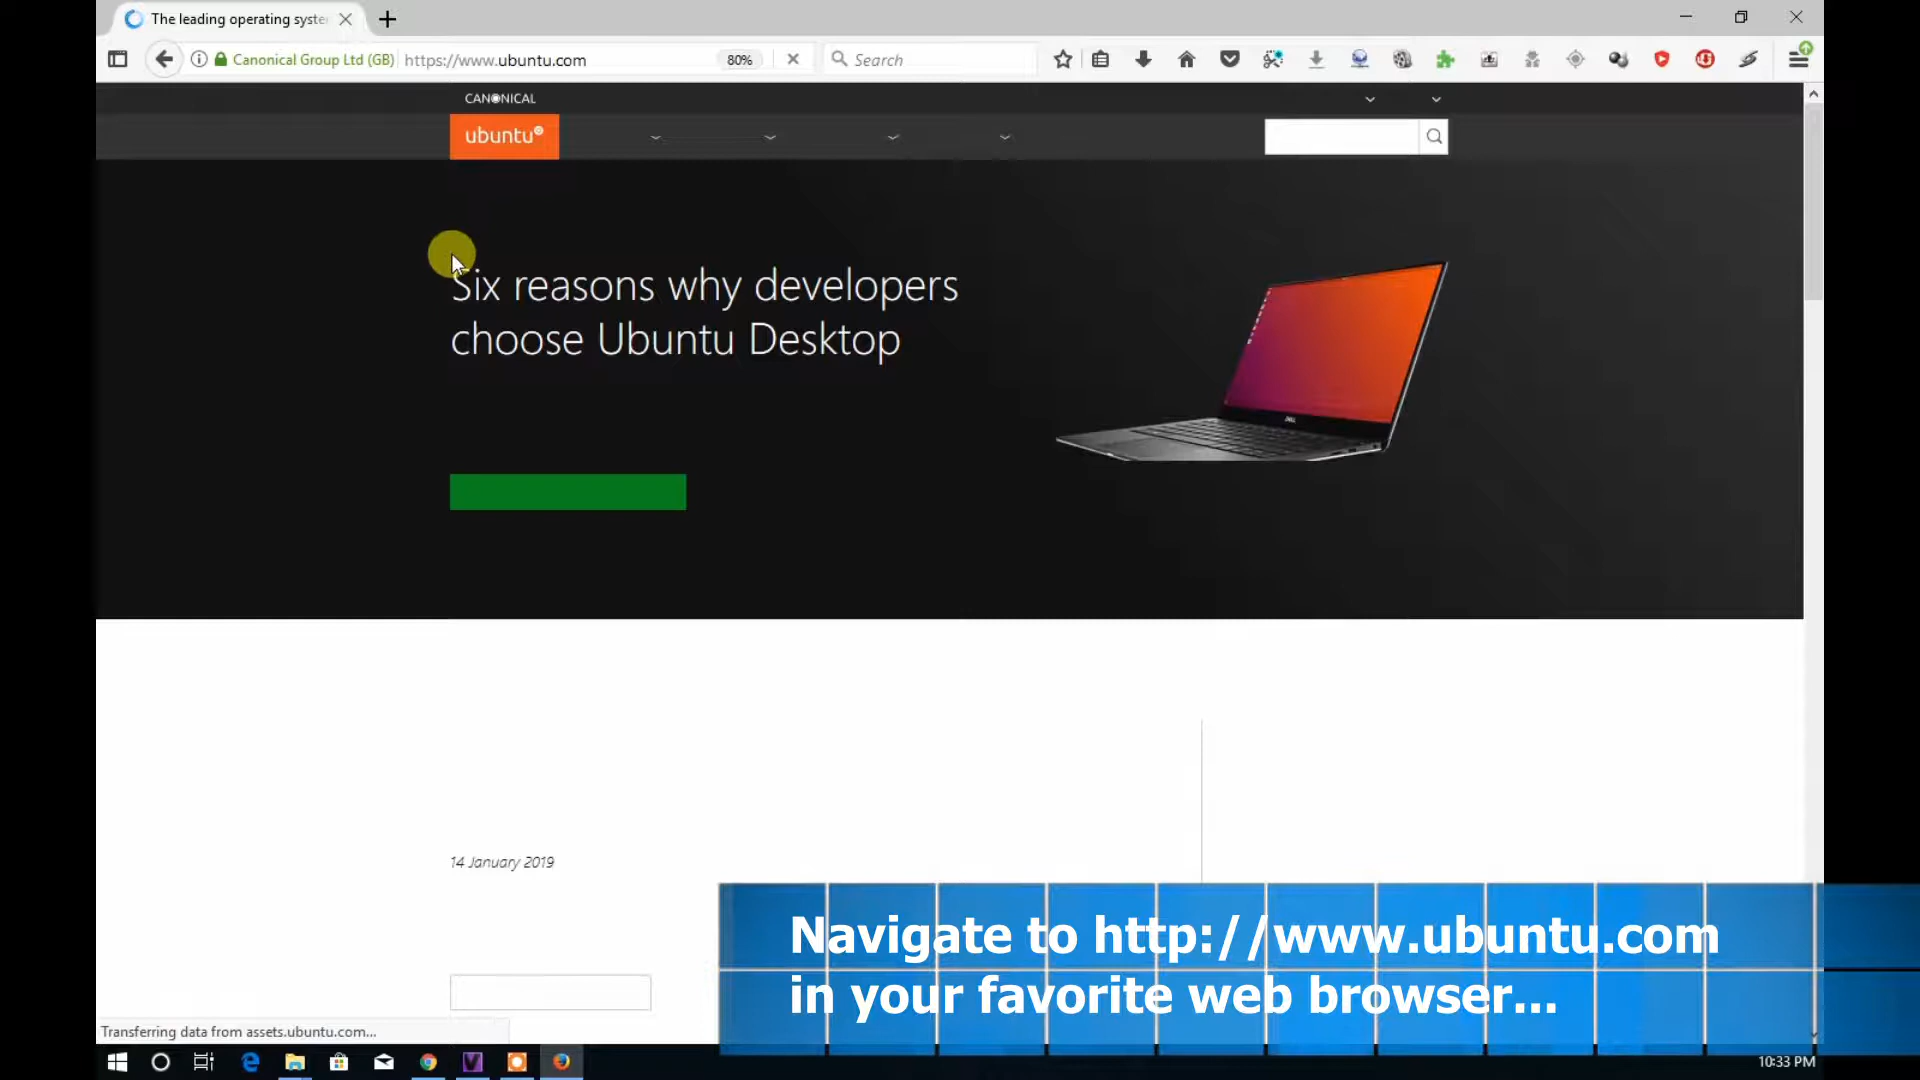 The leading operating syste
Canonical Group Ltd (GB) https://www.ubuntu.com 80% Search
CANONICAL
ubuntu®
Six reasons why developers
choose Ubuntu Desktop
DELL
14 January 2019
Navigate to http://www.ubuntu.com
in your favorite web browser...
Transferring data from assets.ubuntu.com...
10:33 PM